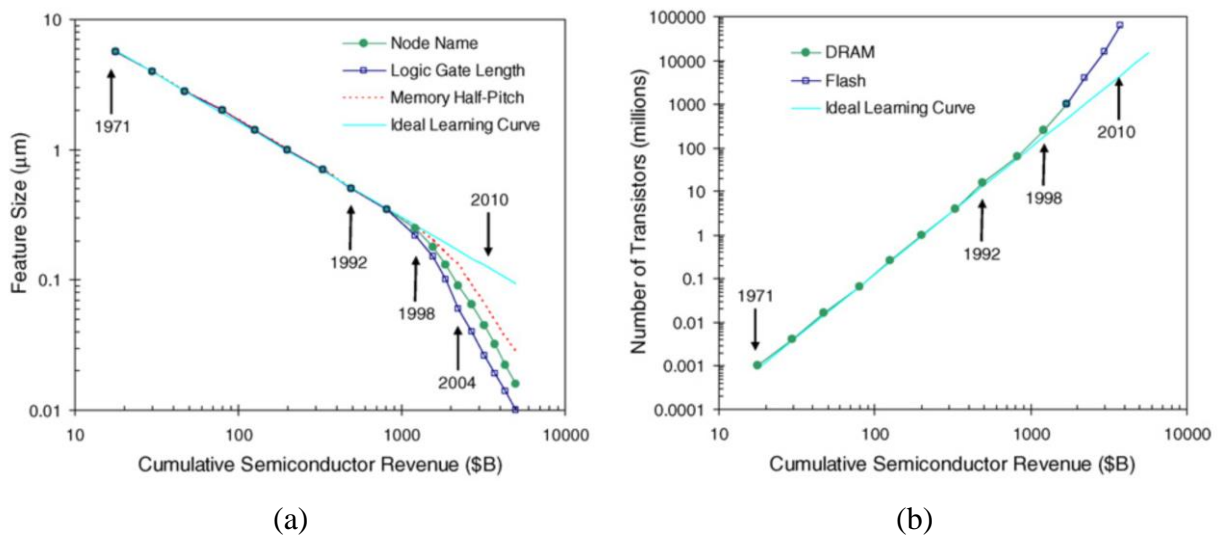 10
1
0.1
0.01
Feature Size (μm)
Node Name
Logic Gate Length
Memory Half-Pitch
Ideal Learning Curve
1971
1992
1998
2004
2010
10
100
1000
10000
Cumulative Semiconductor Revenue ($B)
(a)
100000
10000
1000
100
10
1
0.1
0.01
0.001
0.0001
Number of Transistors (millions)
DRAM
Flash
Ideal Learning Curve
1971
1992
1998
2010
10
100
1000
10000
Cumulative Semiconductor Revenue ($B)
(b)